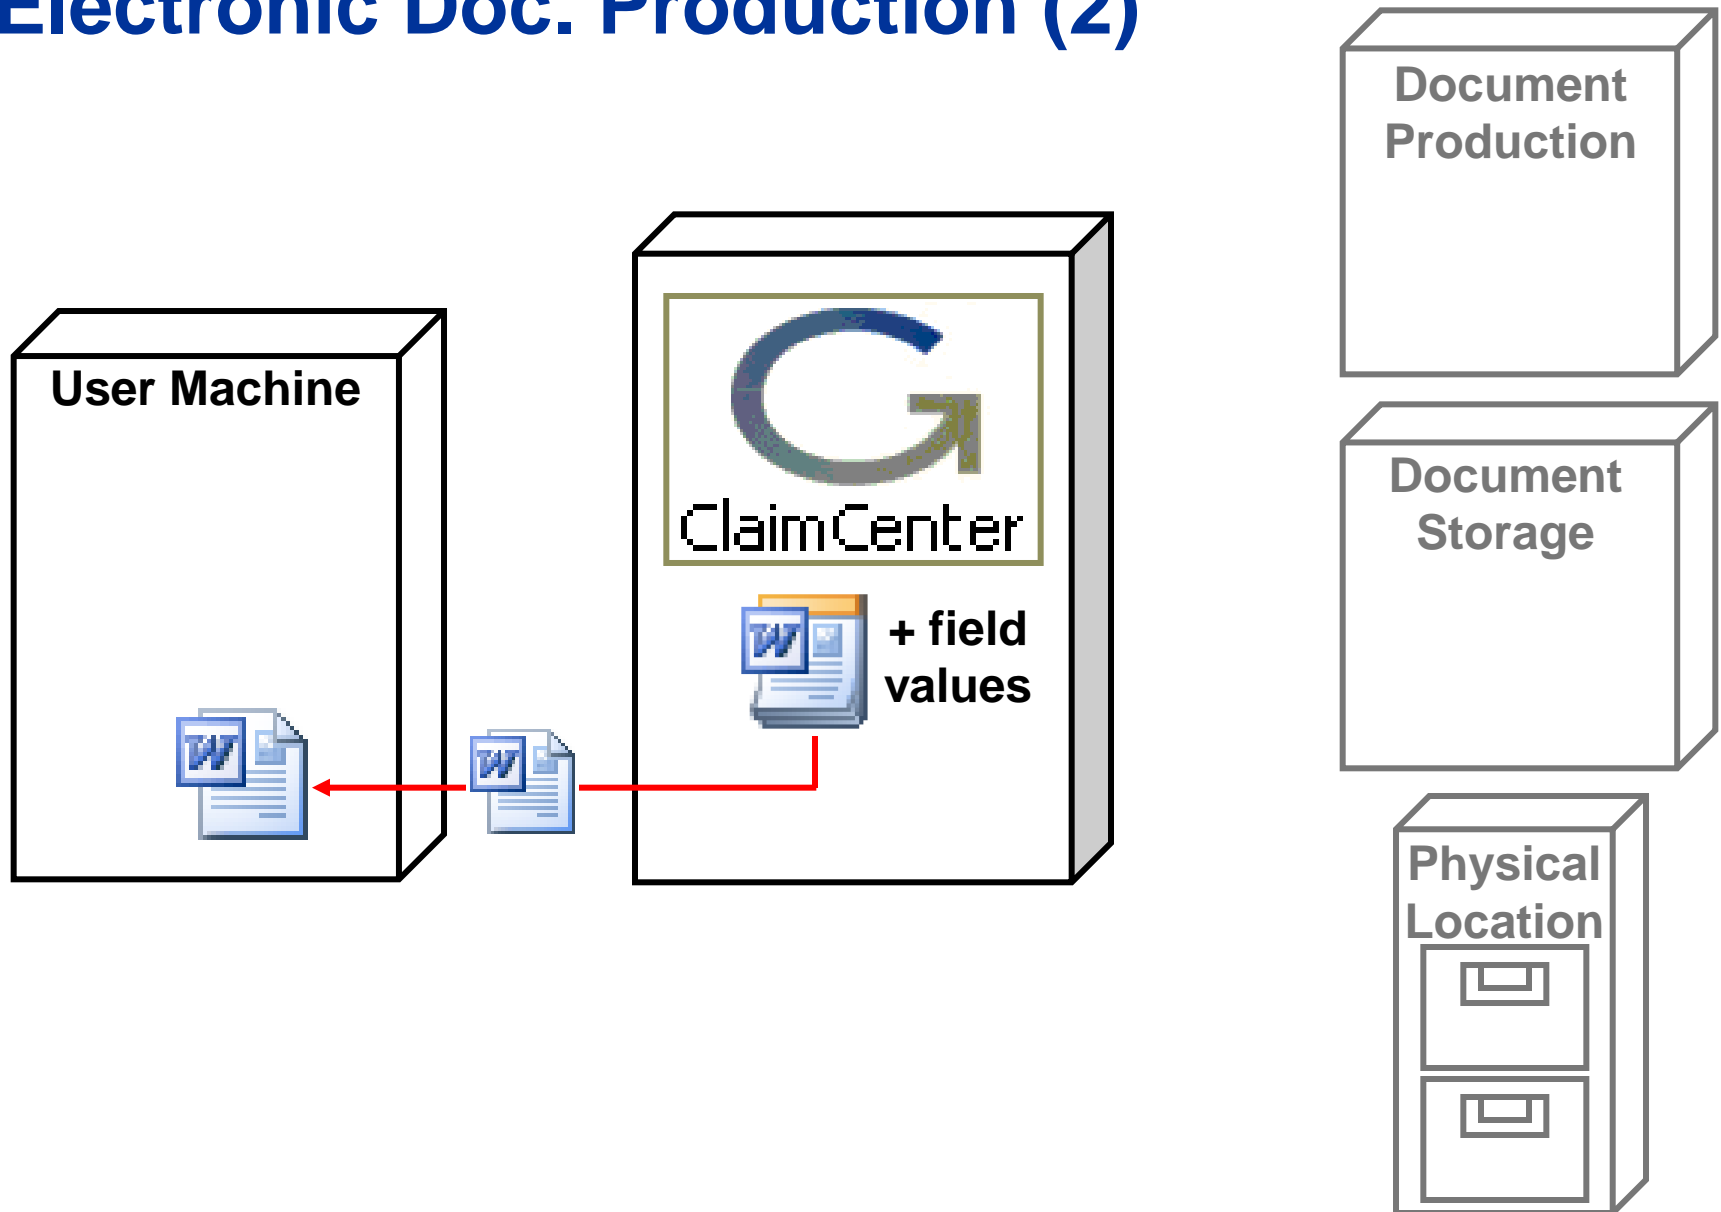 Electronic Doc. Production (2)
Document
Production
User Machine
ClaimCenter
+ field
values
W
W
W
Document
Storage
Physical
Location